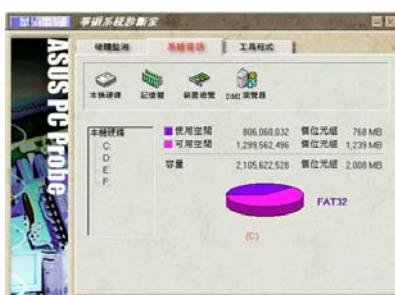 華碩系統診斷家
ASUS PC Probe
硬體監測 系統資訊 工具程式
本機硬碟 記憶體 裝置總覽 DMI 瀏覽器
本機硬碟
C:
D:
E:
F:
使用空間 806,060,032 個位元組 768 MB
可用空間 1,299,562,496 個位元組 1,239 MB
容量 2,105,622,528 個位元組 2,008 MB
FAT32
(C)